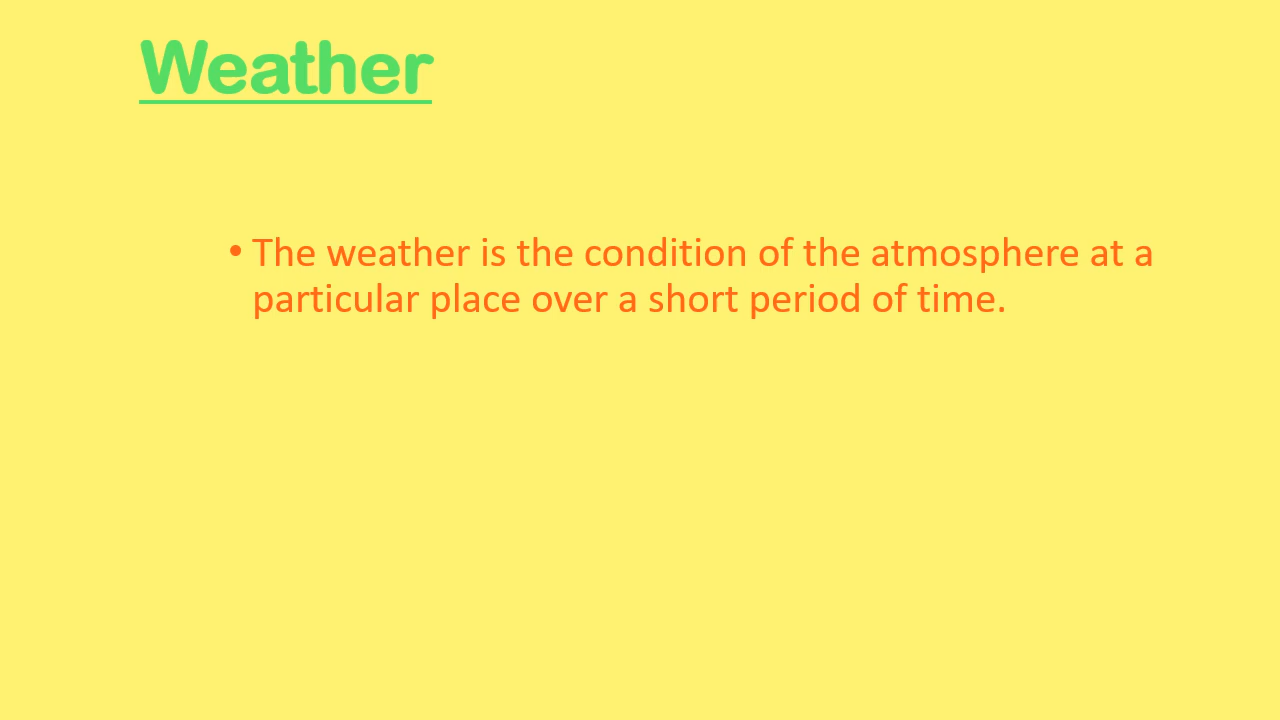 Weather
• The weather is the condition of the atmosphere at a
particular place over a short period of time.